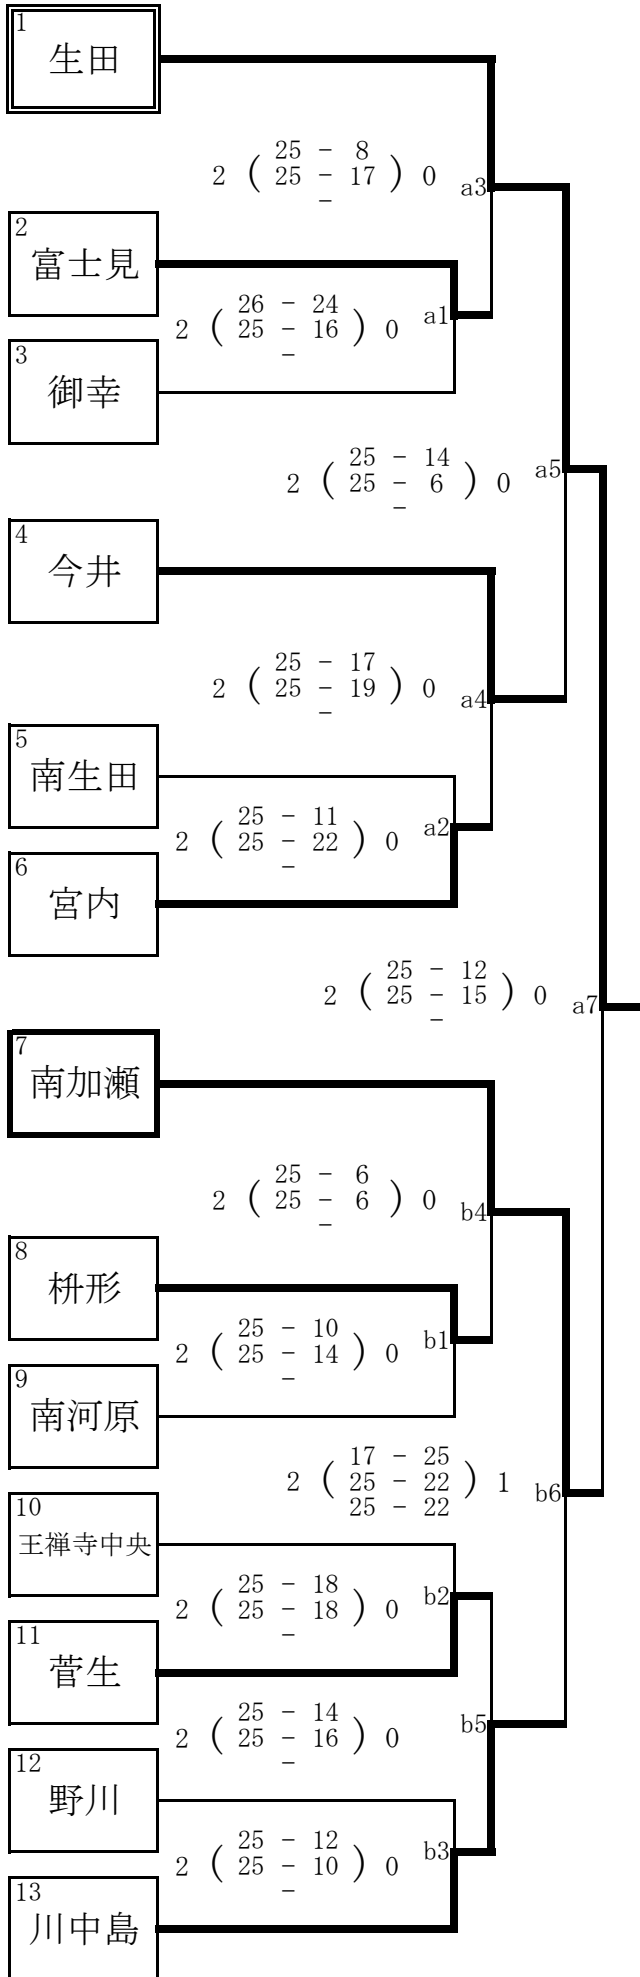 1
生田
25 - 8
2 ( 25 - 17 ) 0
-
a3
2
富士見
26 - 24
2 ( 25 - 16 ) 0
-
a1
3
御幸
25 - 14
2 ( 25 - 6 ) 0
-
a5
4
今井
25 - 17
2 ( 25 - 19 ) 0
-
a4
5
南生田
25 - 11
2 ( 25 - 22 ) 0
-
a2
6
宮内
25 - 12
2 ( 25 - 15 ) 0
-
a7
7
南加瀬
25 - 6
2 ( 25 - 6 ) 0
-
b4
8
枡形
25 - 10
2 ( 25 - 14 ) 0
-
b1
9
南河原
17 - 25
2 ( 25 - 22 ) 1
25 - 22
b6
10
王禅寺中央
25 - 18
2 ( 25 - 18 ) 0
-
b2
11
菅生
25 - 14
2 ( 25 - 16 ) 0
-
b5
12
野川
25 - 12
2 ( 25 - 10 ) 0
-
b3
13
川中島